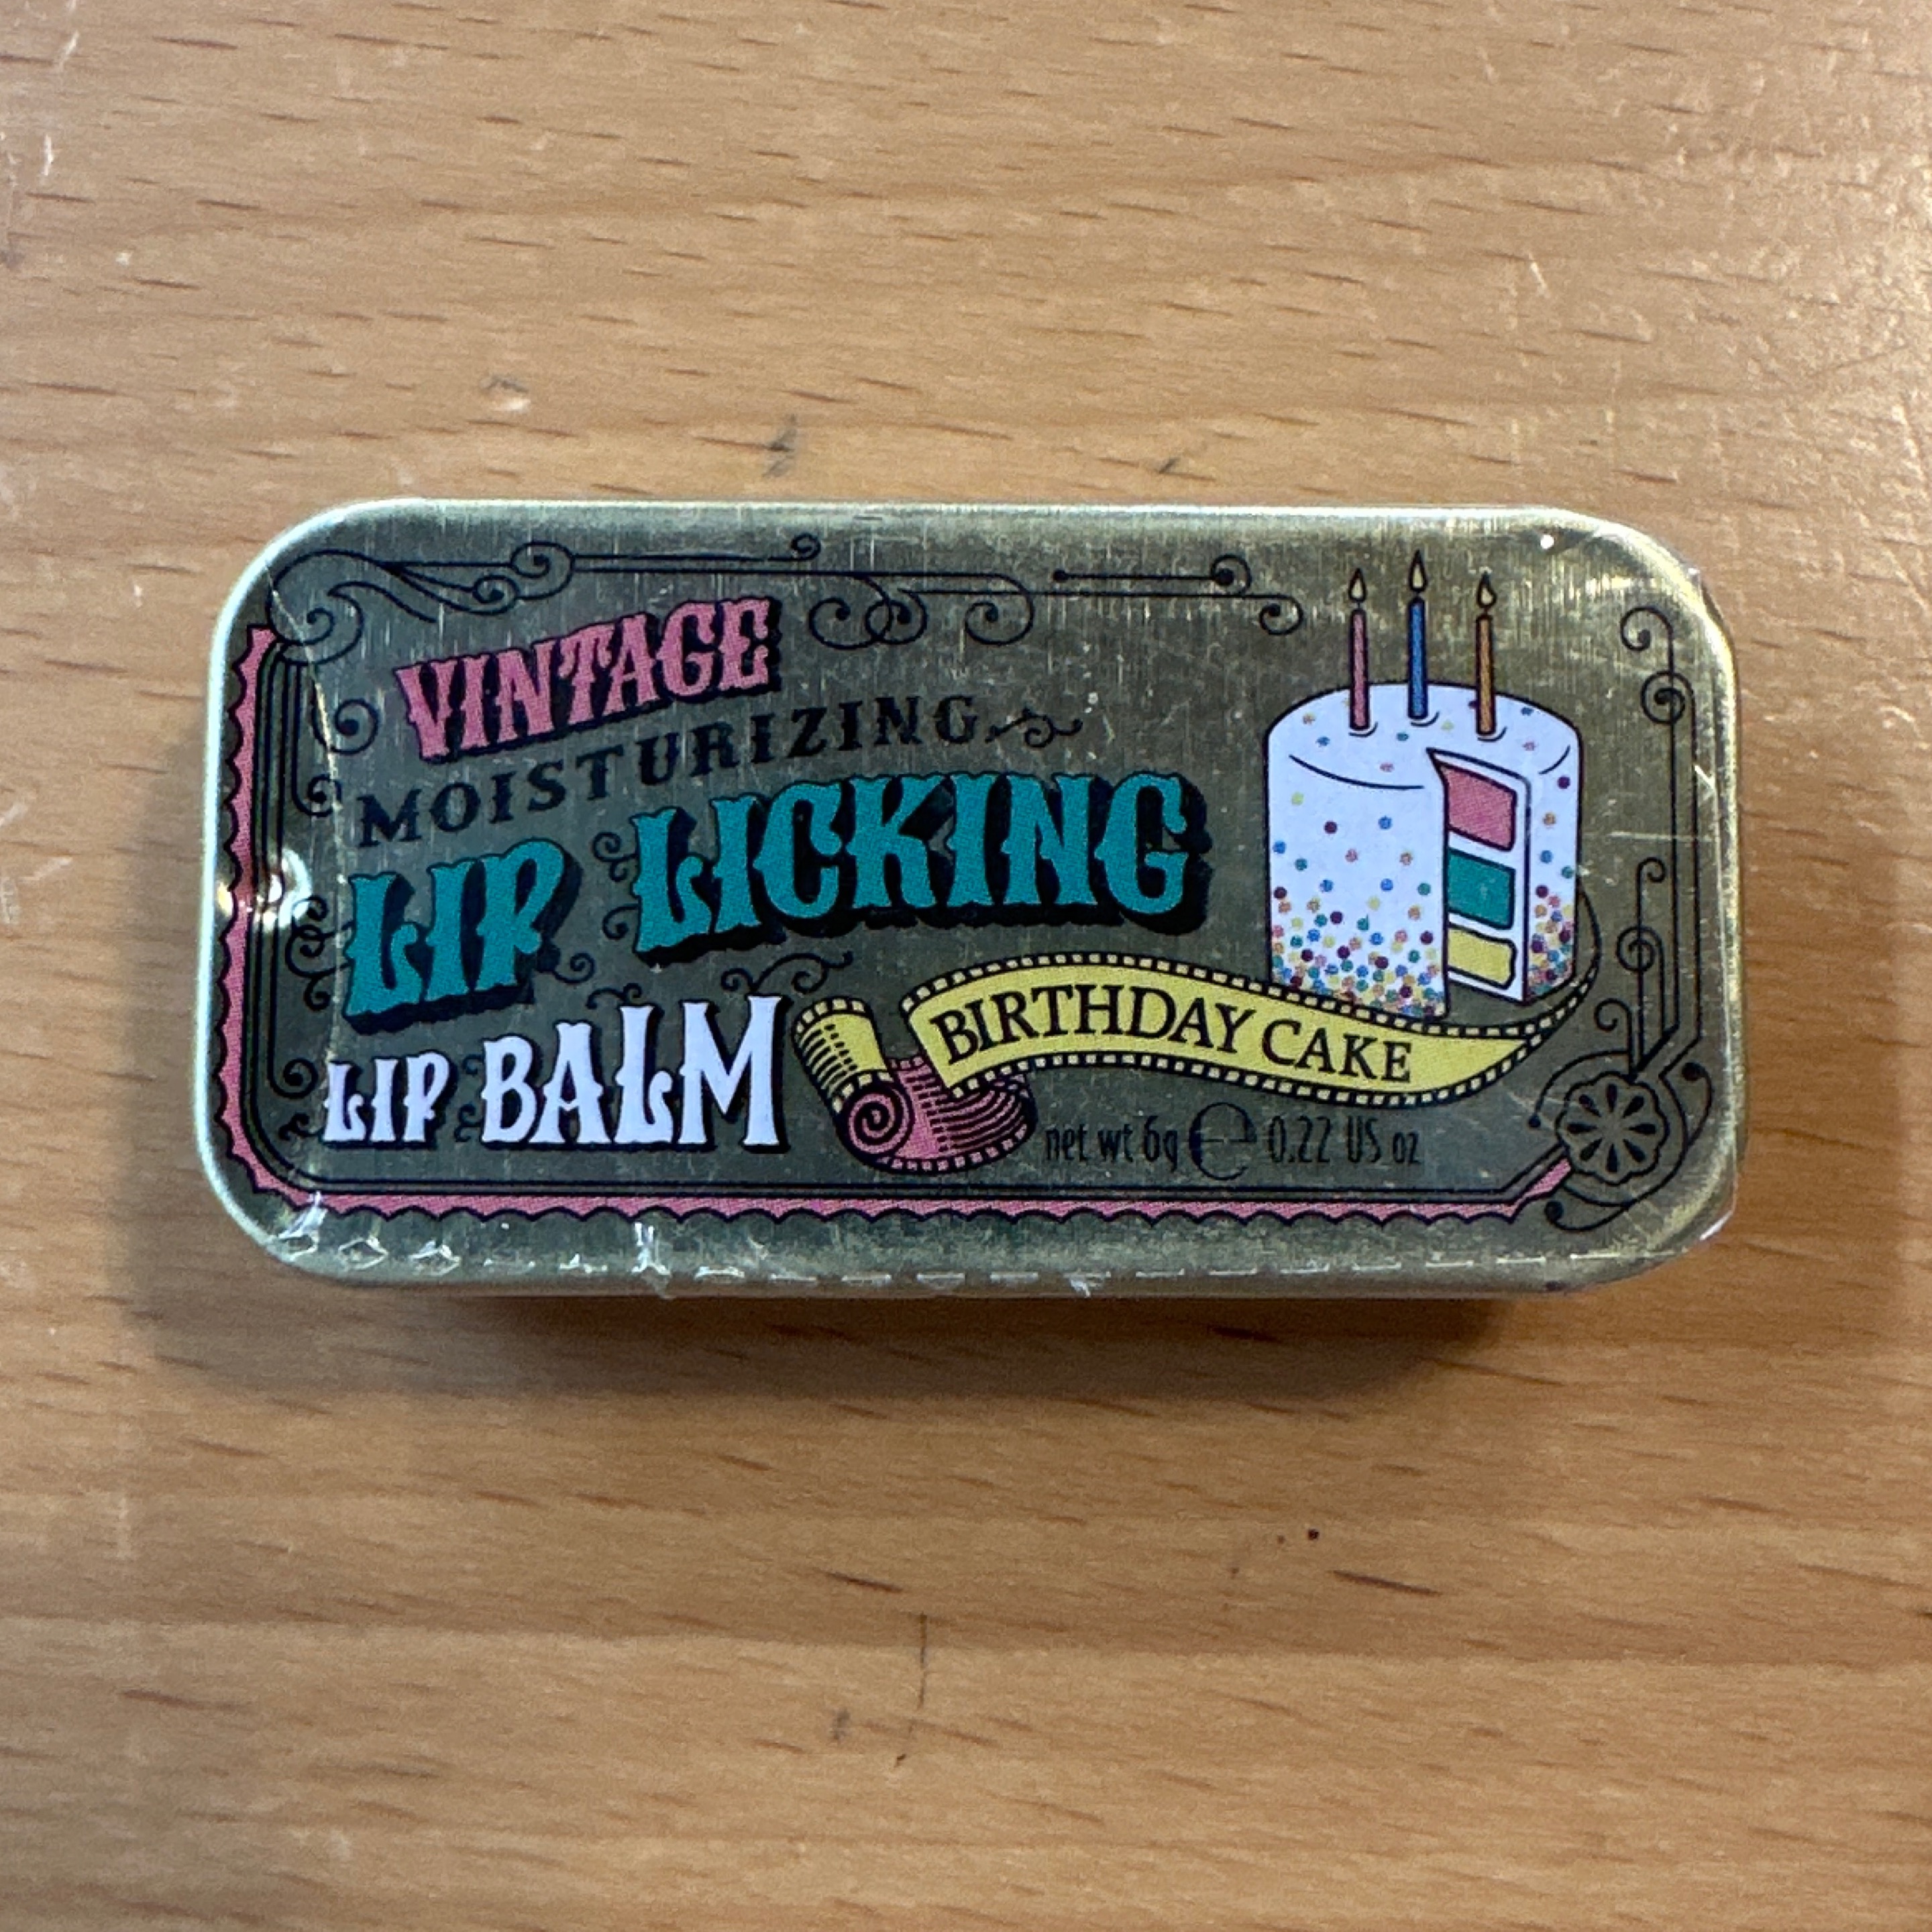 VINTAGE
MOISTURIZING
LIP LICKING
LIP BALM
BIRTHDAY CAKE
net wt 6g ℮ 0.22 US oz